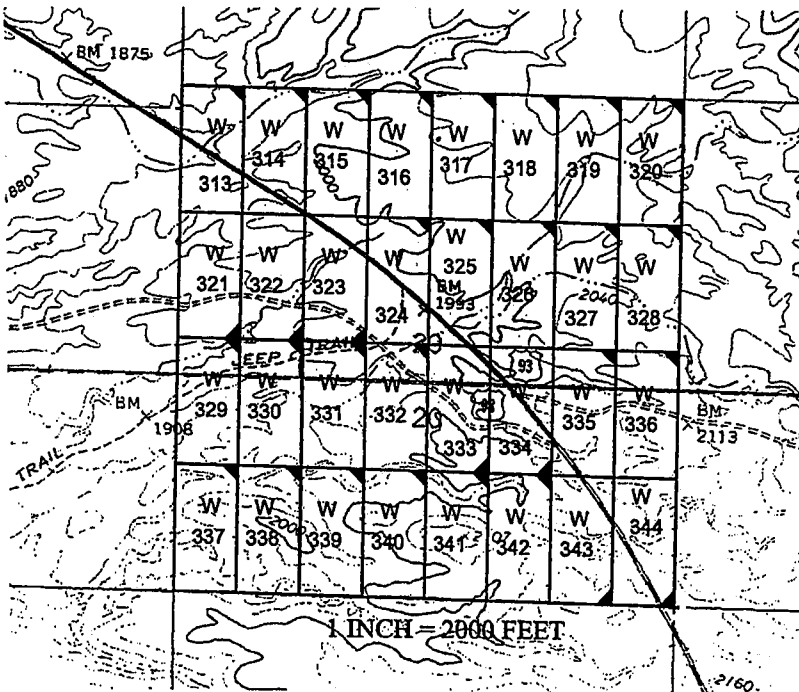 BM 1875
W W W W W W W W
313 314 315 316 317 318 319 320
1880
W W W W W W W W
321 322 323 324 325 326 327 328
BM
1993
2040
20
JEEP TRAIL
93
W W W W W W W
329 330 331 332 333 334 335 336
BM
1908
93
20
BM
2113
TRAIL
W W W W W W W W
337 338 339 340 341 342 343 344
2000
1 INCH = 2000 FEET
2160